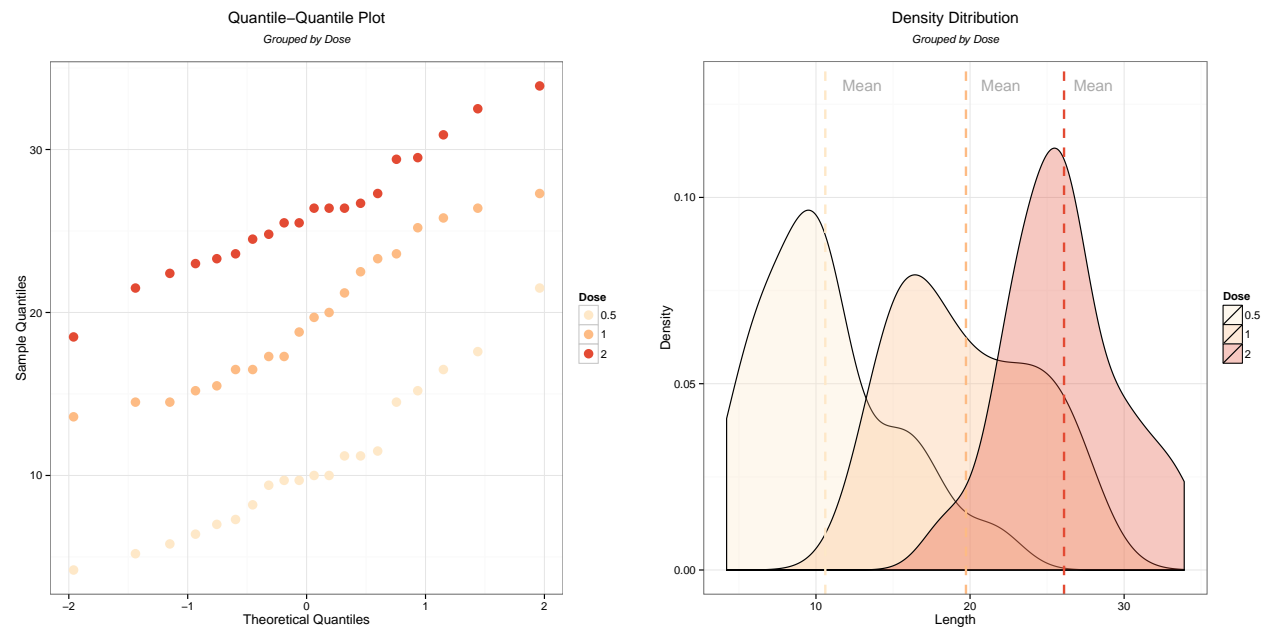 Quantile−Quantile Plot
Grouped by Dose
30
20
10
−2
−1
0
1
2
Sample Quantiles
Theoretical Quantiles
Dose
0.5
1
2
Density Ditribution
Grouped by Dose
Mean
Mean
Mean
0.10
0.05
0.00
10
20
30
Density
Length
Dose
0.5
1
2